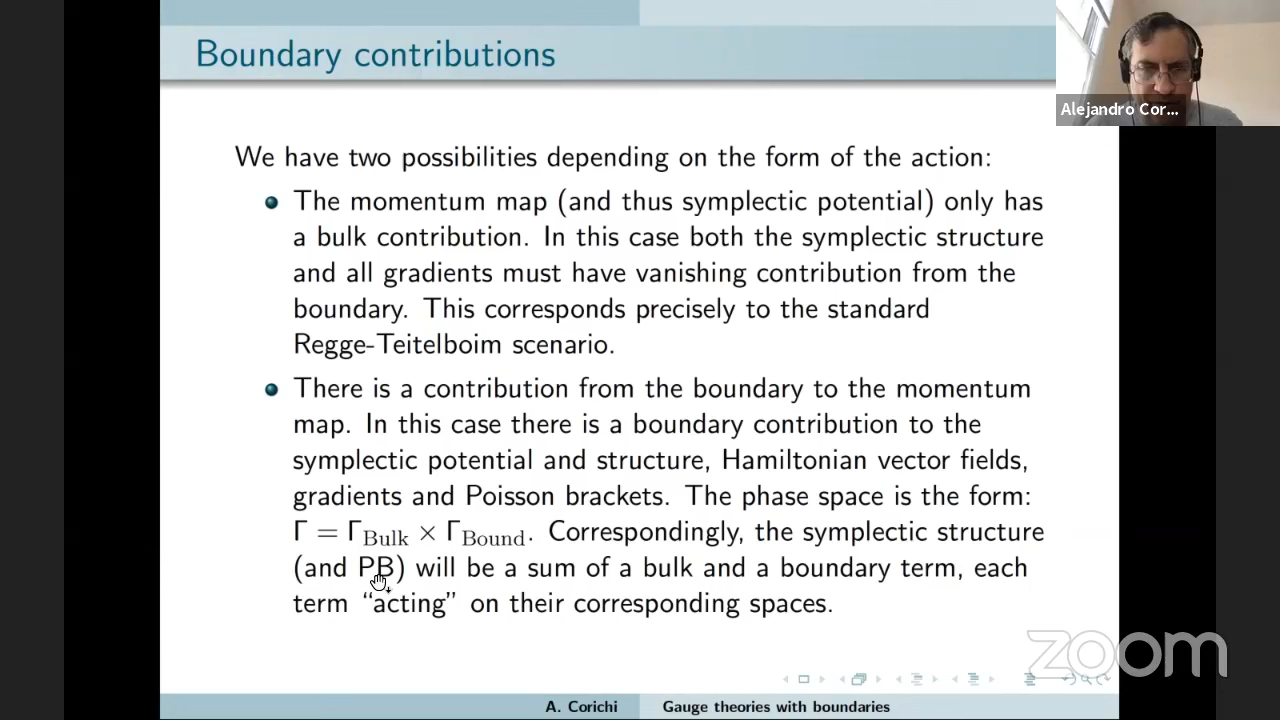 Boundary contributions
Alejandro Cor...
We have two possibilities depending on the form of the action:
The momentum map (and thus symplectic potential) only has
a bulk contribution. In this case both the symplectic structure
and all gradients must have vanishing contribution from the
boundary. This corresponds precisely to the standard
Regge-Teitelboim scenario.
There is a contribution from the boundary to the momentum
map. In this case there is a boundary contribution to the
symplectic potential and structure, Hamiltonian vector fields,
gradients and Poisson brackets. The phase space is the form:
Γ = Γ_Bulk × Γ_Bound. Correspondingly, the symplectic structure
(and PB) will be a sum of a bulk and a boundary term, each
term “acting” on their corresponding spaces.
zoom
A. Corichi Gauge theories with boundaries